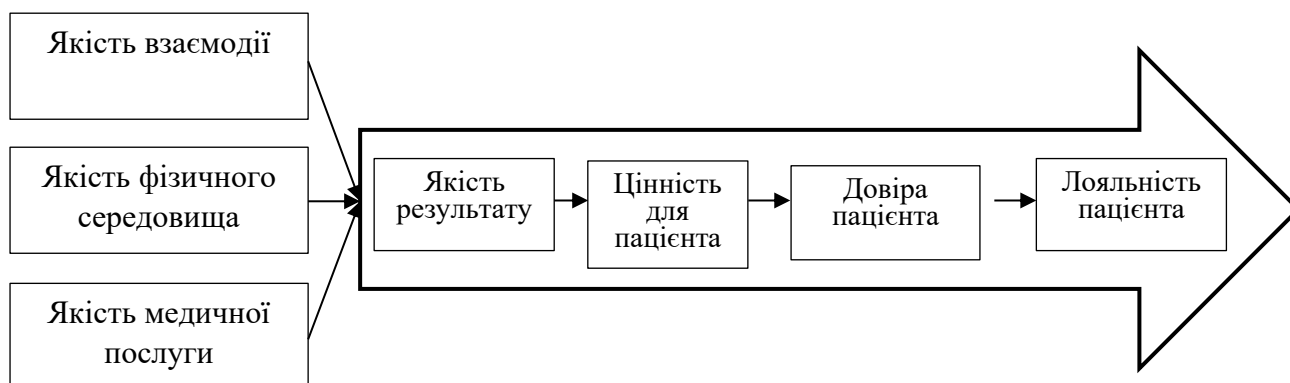 Якість взаємодії
Якість фізичного
середовища
Якість медичної
послуги
Якість
результату
Цінність
для
пацієнта
Довіра
пацієнта
Лояльність
пацієнта